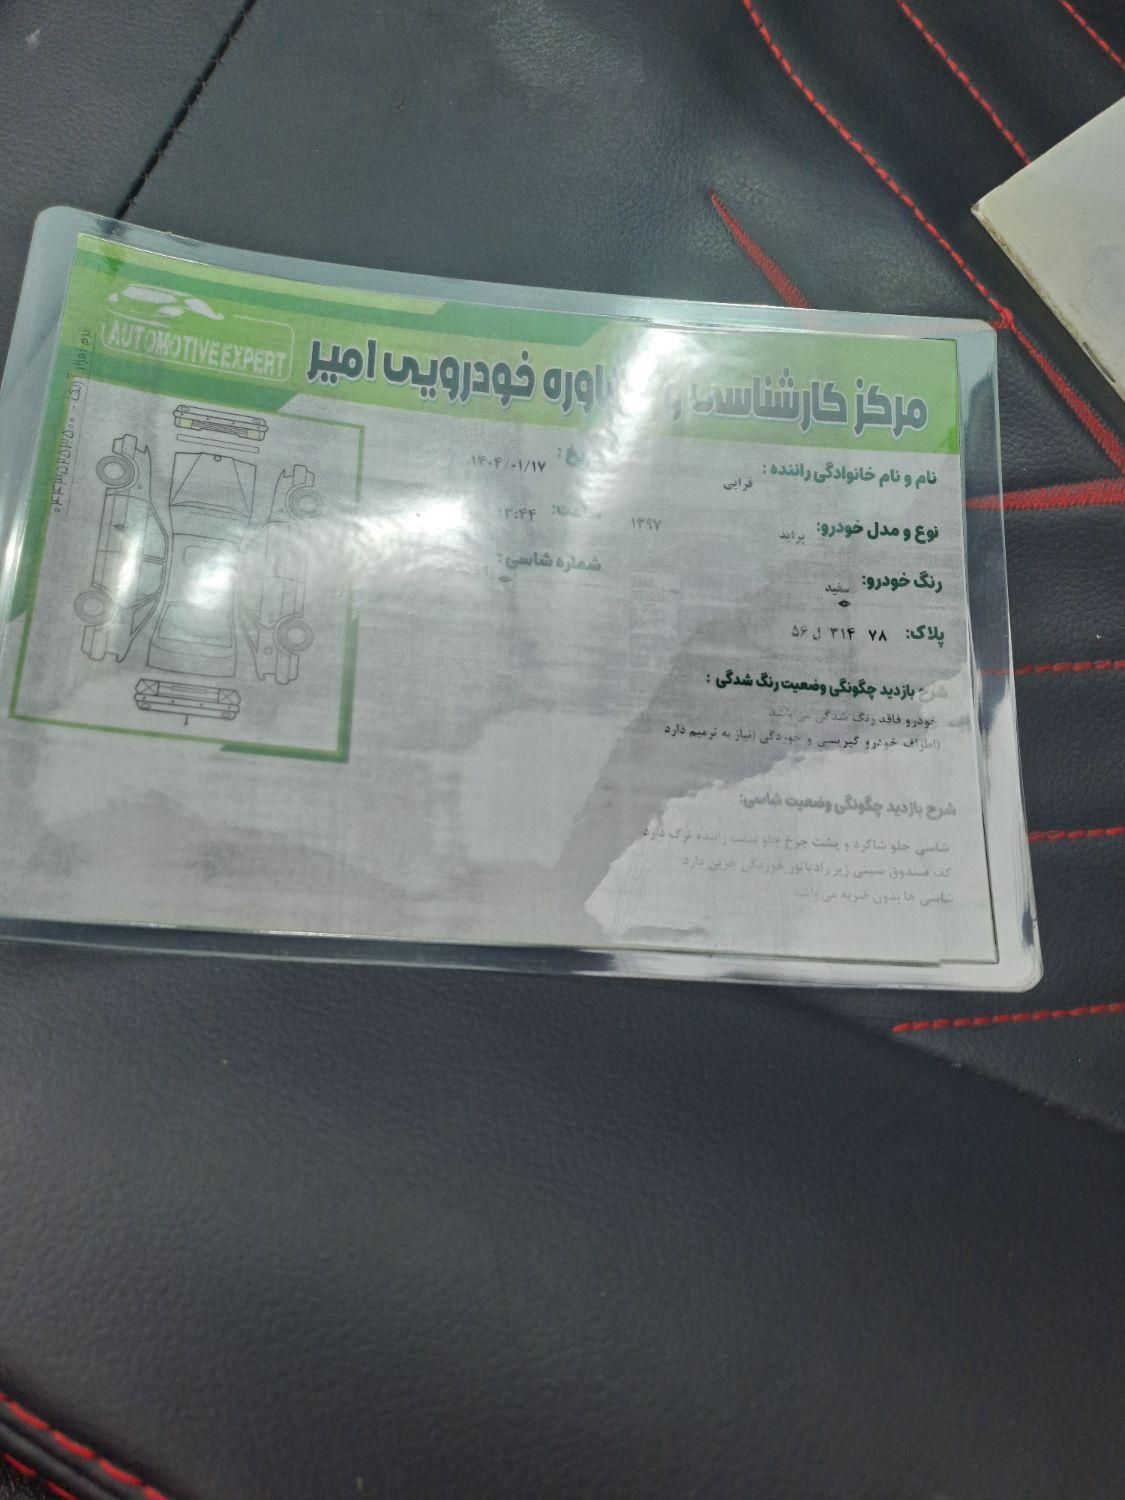 AUTOMOTIVE EXPERT
مرکز کارشناسی و مشاوره خودرویی امیر
نام و نام خانوادگی راننده :
۱۴۰۴/۰۱/۱۷
نوع و مدل خودرو: پراید ۱۳۹۷
ساعت: ۱۳:۴۴
رنگ خودرو: سفید
شماره شاسی :
پلاک: ۷۸ ۳۱۴ ل ۵۶
شرح بازدید چگونگی وضعیت رنگ شدگی :
خودرو فاقد رنگ شدگی می باشد
(اطراف خودرو گیریسی و خوردگی (نیاز به ترمیم دارد
شرح بازدید چگونگی وضعیت شاسی:
شاسی جلو شاگرد و پشت چرخ جلو سمت راننده ترک دارد
کف صندوق سینی زیر رادیاتور خوردگی جزیی دارد
شاسی ها بدون ضربه می باشد